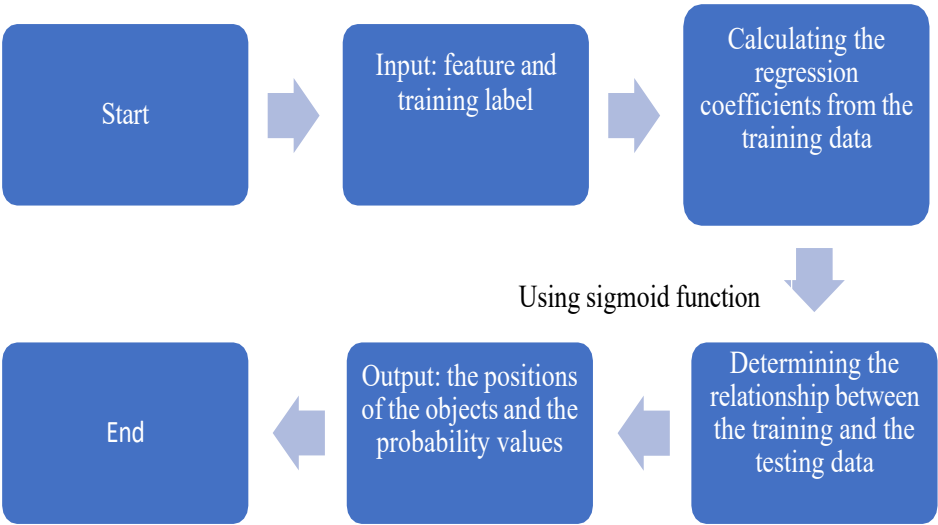 Start
Input: feature and
training label
Calculating the
regression
coefficients from the
training data
Using sigmoid function
Determining the
relationship between
the training and the
testing data
Output: the positions
of the objects and the
probability values
End